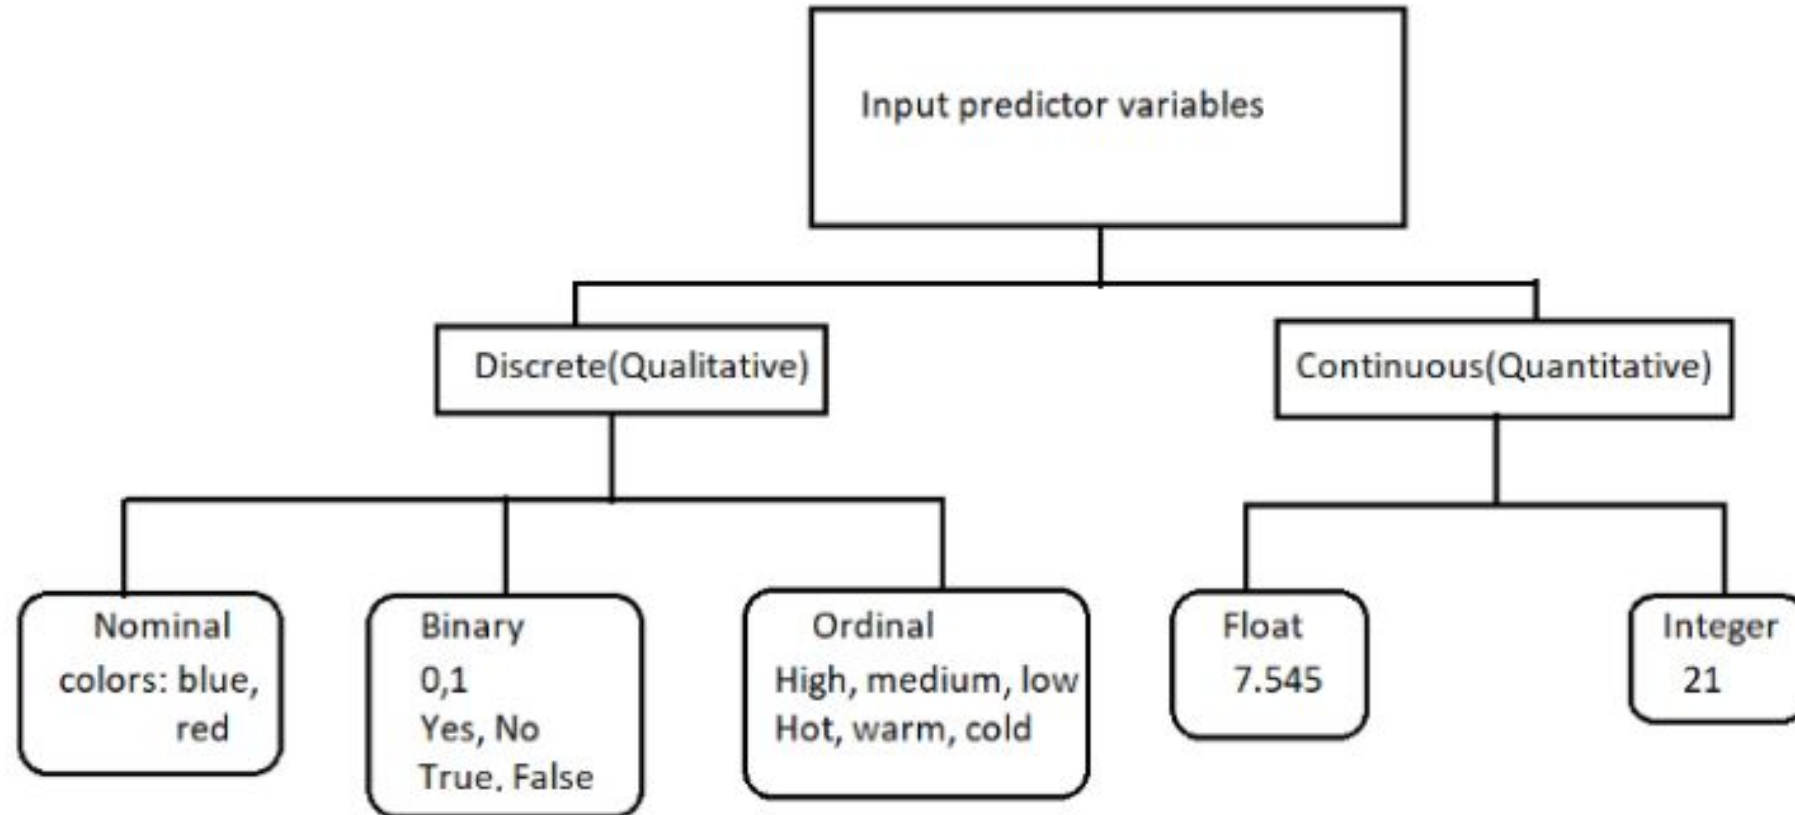 Input predictor variables
Discrete(Qualitative)
Continuous(Quantitative)
Nominal
colors: blue,
red
Binary
0,1
Yes, No
True, False
Ordinal
High, medium, low
Hot, warm, cold
Float
7.545
Integer
21